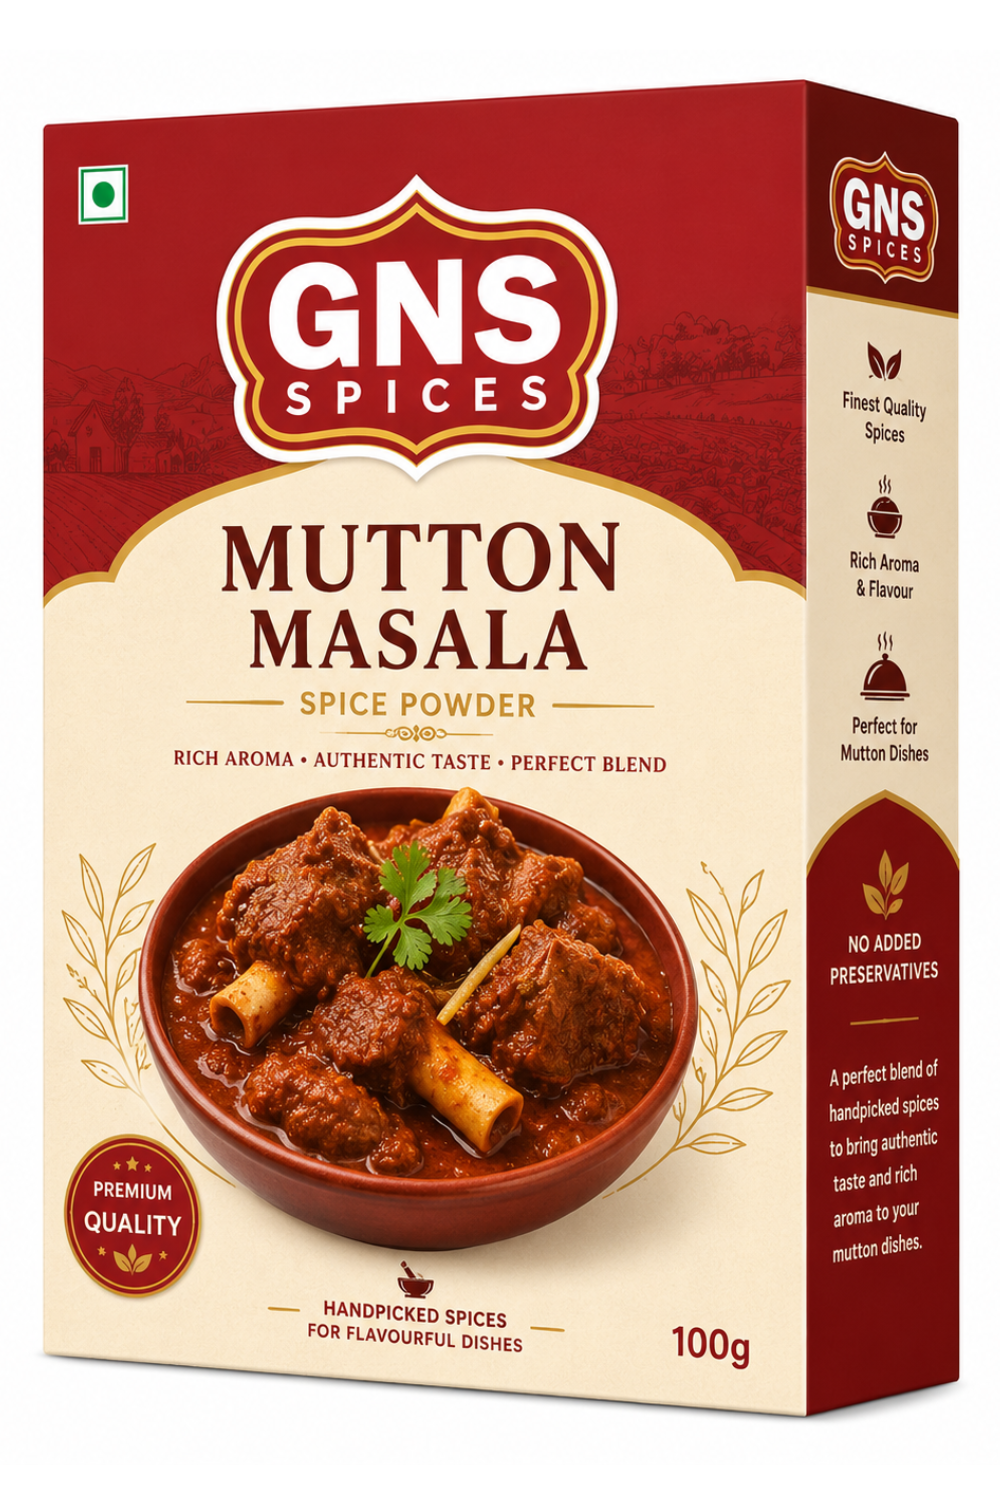 GNS
SPICES
MUTTON
MASALA
SPICE POWDER
RICH AROMA • AUTHENTIC TASTE • PERFECT BLEND
PREMIUM
QUALITY
HANDPICKED SPICES
FOR FLAVOURFUL DISHES
100g
GNS
SPICES
Finest Quality
Spices
Rich Aroma
& Flavour
Perfect for
Mutton Dishes
NO ADDED
PRESERVATIVES
A perfect blend of
handpicked spices
to bring authentic
taste and rich
aroma to your
mutton dishes.